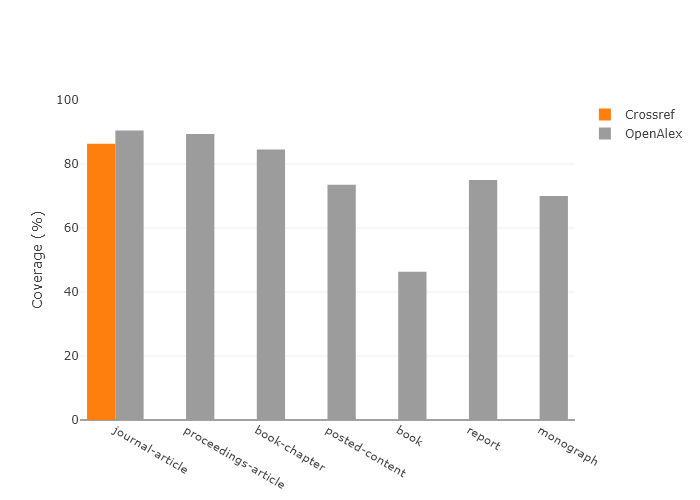 100
80
60
40
20
0
Coverage (%)
journal-article
proceedings-article
book-chapter
posted-content
book
report
monograph
Crossref
OpenAlex